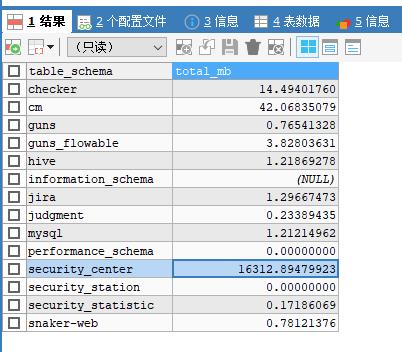 1 结果 2 个配置文件 3 信息 4 表数据 5 信息
（只读）
table_schema total_mb
checker 14.49401760
cm 42.06835079
guns 0.76541328
guns_flowable 3.82803631
hive 1.21869278
information_schema (NULL)
jira 1.29667473
judgment 0.23389435
mysql 1.21214962
performance_schema 0.00000000
security_center 16312.89479923
security_station 0.00000000
security_statistic 0.17186069
snaker-web 0.78121376